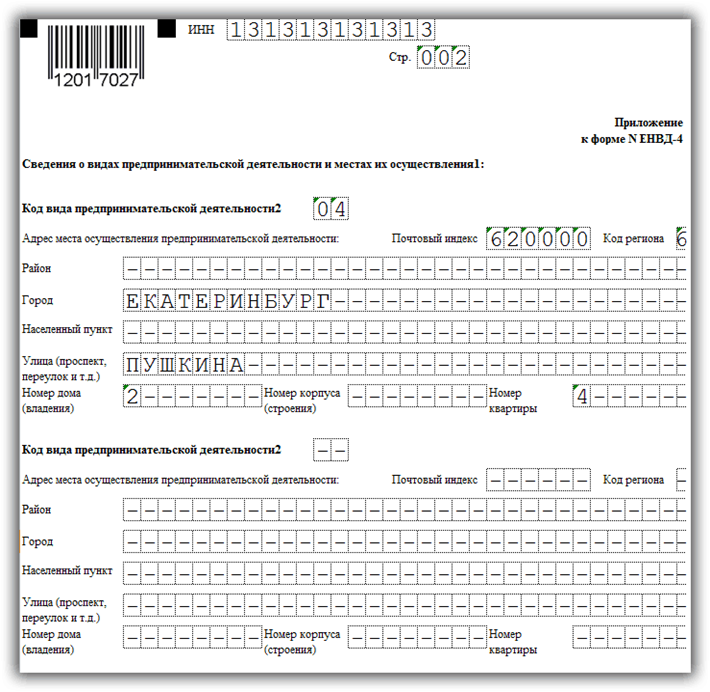 ИНН 131313131313
1201 7027
Стр. 002
Приложение
к форме N ЕНВД-4
Сведения о видах предпринимательской деятельности и местах их осуществления1:
Код вида предпринимательской деятельности2 04
Адрес места осуществления предпринимательской деятельности: Почтовый индекс 620000 Код региона 6
Район – – – – – – – – – – – – – – – – – – – – – – – – – – – – – – – – –
Город ЕКАТЕРИНБУРГ – – – – – – – – – – – – – – – – – – – – –
Населенный пункт – – – – – – – – – – – – – – – – – – – – – – – – – – – – – – – – –
Улица (проспект, ПУШКИНА – – – – – – – – – – – – – – – – – – – – – – – – – –
переулок и т.д.)
Номер дома 2 – – – – – – – Номер корпуса – – – – – – – – Номер 4 – – – – – –
(владения) (строения) квартиры
Код вида предпринимательской деятельности2 – –
Адрес места осуществления предпринимательской деятельности: Почтовый индекс – – – – – – Код региона –
Район – – – – – – – – – – – – – – – – – – – – – – – – – – – – – – – – –
Город – – – – – – – – – – – – – – – – – – – – – – – – – – – – – – – – –
Населенный пункт – – – – – – – – – – – – – – – – – – – – – – – – – – – – – – – – –
Улица (проспект, – – – – – – – – – – – – – – – – – – – – – – – – – – – – – – – – –
переулок и т.д.)
Номер дома – – – – – – – – Номер корпуса – – – – – – – – Номер – – – – – – –
(владения) (строения) квартиры